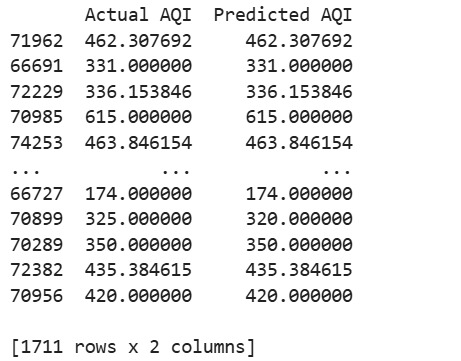 Actual AQI  Predicted AQI
71962  462.307692     462.307692
66691  331.000000     331.000000
72229  336.153846     336.153846
70985  615.000000     615.000000
74253  463.846154     463.846154
...           ...            ...
66727  174.000000     174.000000
70899  325.000000     320.000000
70289  350.000000     350.000000
72382  435.384615     435.384615
70956  420.000000     420.000000
[1711 rows x 2 columns]